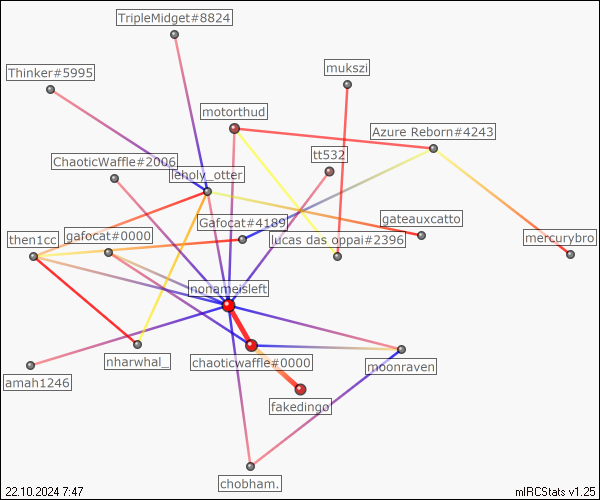 TripleMidget#8824
Thinker#5995
mukszi
motorthud
Azure Reborn#4243
ChaoticWaffle#2006
leholy_otter
tt532
Gafocat#4189
gateauxcatto
then1cc
gafocat#0000
lucas das oppai#2396
mercurybro
nonameisleft
nharwhal_
chaoticwaffle#0000
moonraven
amah1246
fakedingo
chobham.
22.10.2024 7:47
mIRCStats v1.25